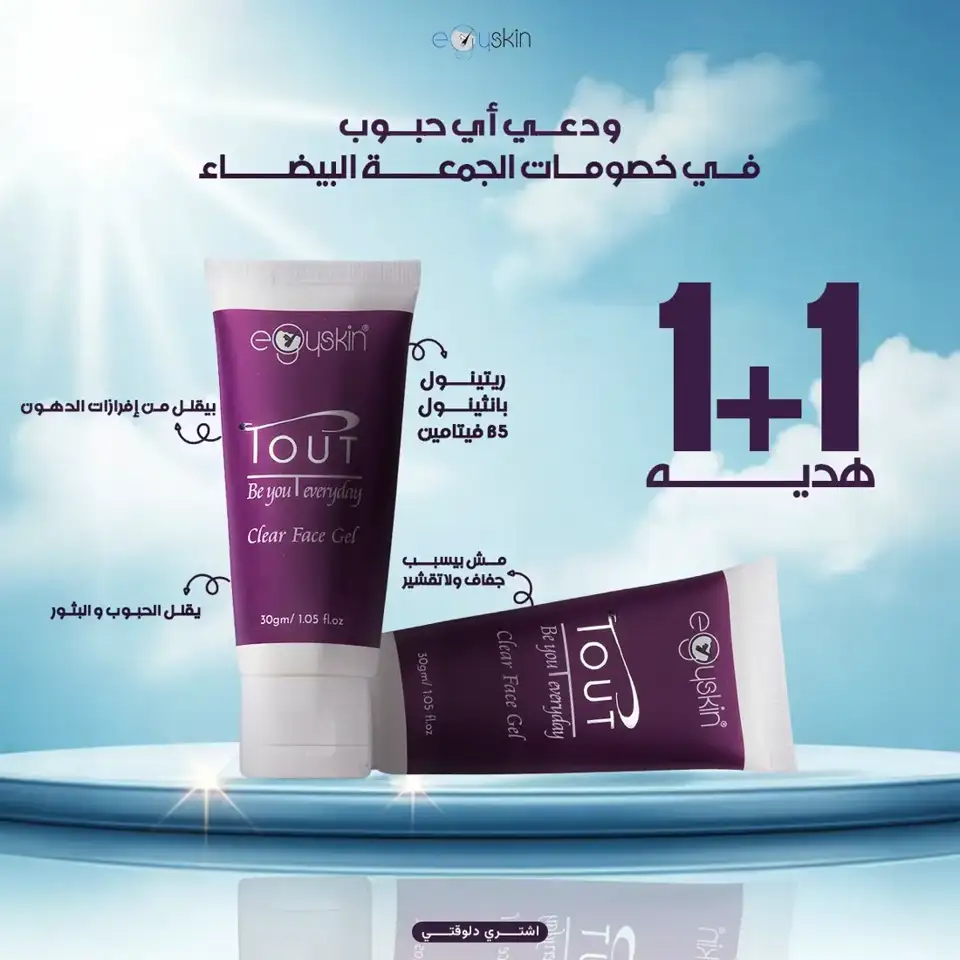 egyskin
ودعي أي حبوب
في خصومات الجمعة البيضاء
1+1
هديه
egyskin®
TOUT
Be you everyday
Clear Face Gel
30gm/ 1.05 fl.oz
ريتينول
بانثينول
فيتامين B5
بيقلل من إفرازات الدهون
مش بيسبب
جفاف ولا تقشير
يقلل الحبوب و البثور
egyskin®
TOUT
Be you everyday
Clear Face Gel
30gm/ 1.05 fl.oz
اشتري دلوقتي